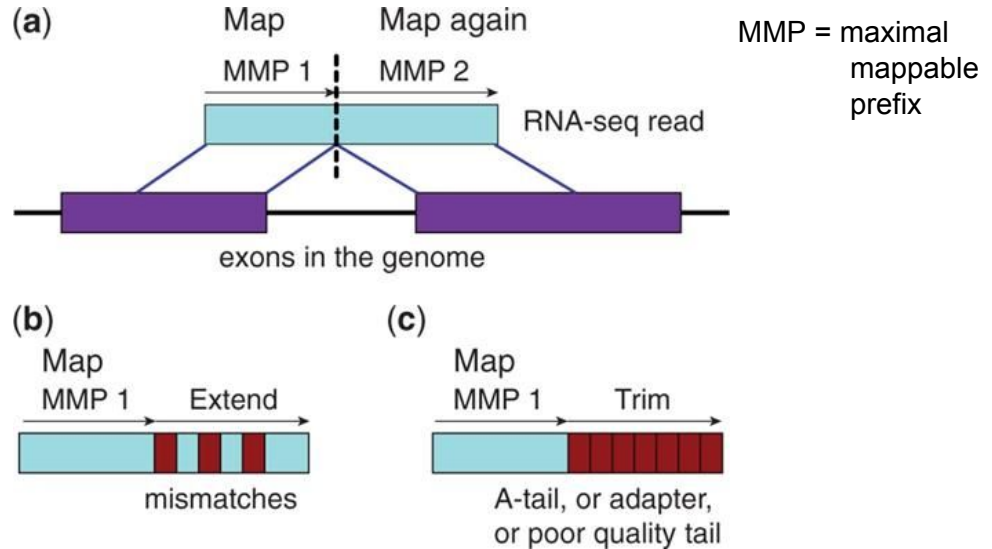 (a)
Map
Map again
MMP = maximal
mappable
prefix
MMP 1
MMP 2
RNA-seq read
exons in the genome
(b)
Map
MMP 1
Extend
mismatches
(c)
Map
MMP 1
Trim
A-tail, or adapter,
or poor quality tail